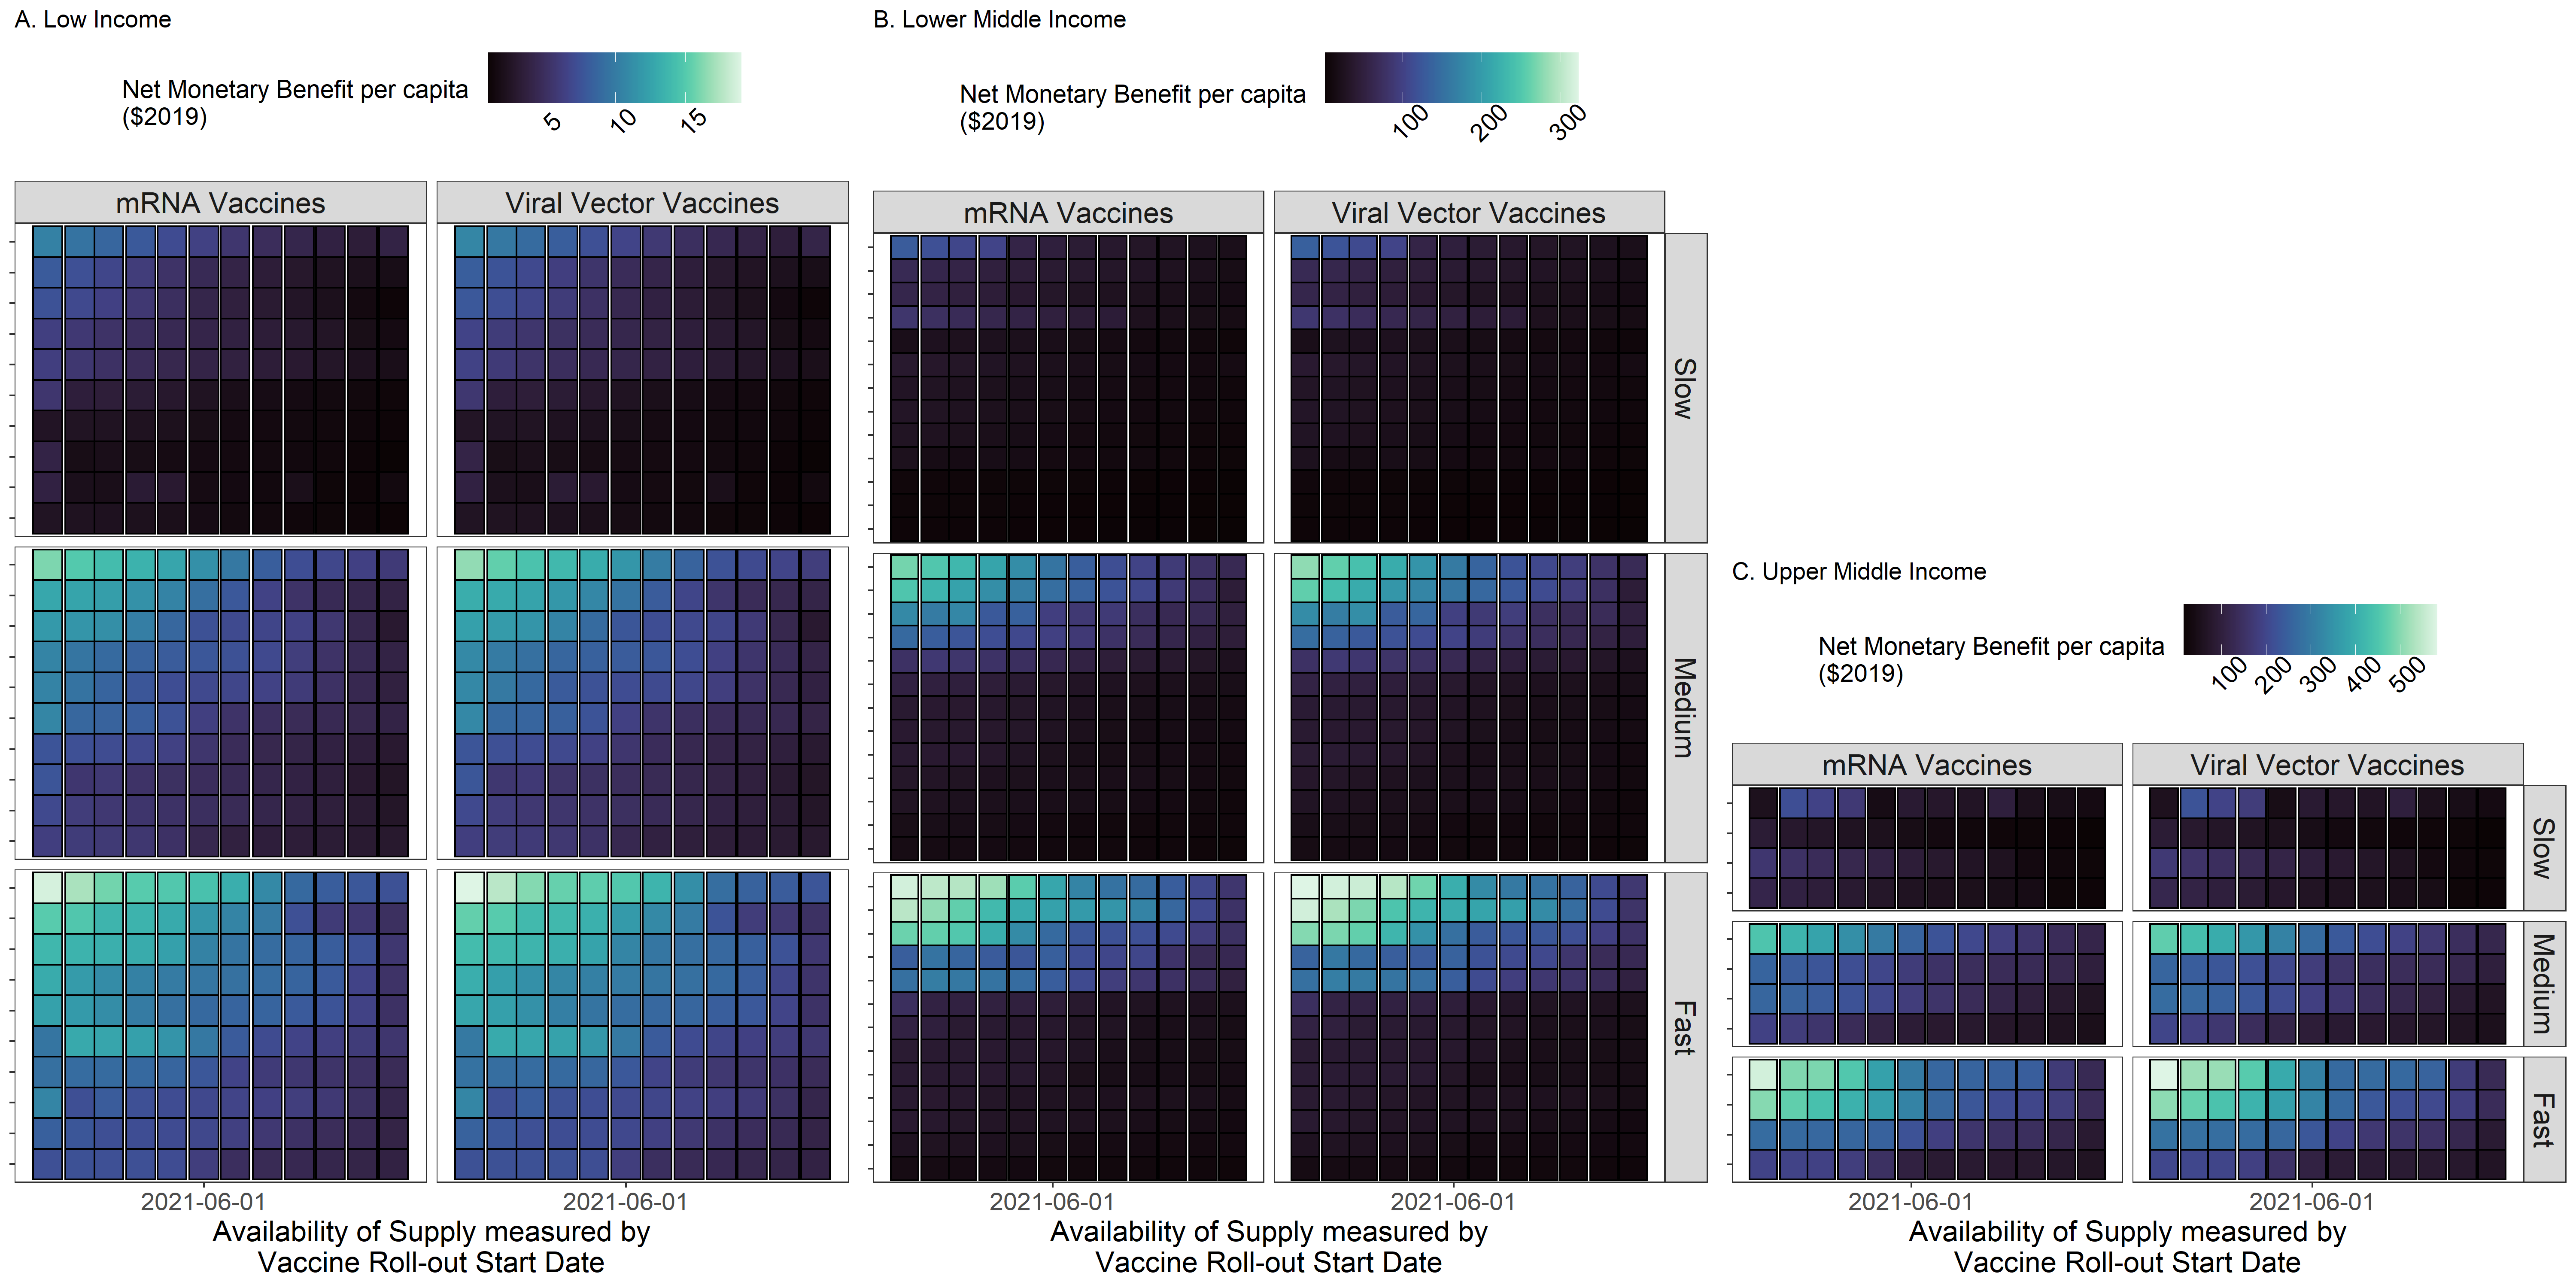 A. Low Income
Net Monetary Benefit per capita
($2019)
5
10
15
mRNA Vaccines
Viral Vector Vaccines
2021-06-01
2021-06-01
Availability of Supply measured by
Vaccine Roll-out Start Date
B. Lower Middle Income
Net Monetary Benefit per capita
($2019)
100
200
300
mRNA Vaccines
Viral Vector Vaccines
Slow
Medium
Fast
2021-06-01
2021-06-01
Availability of Supply measured by
Vaccine Roll-out Start Date
C. Upper Middle Income
Net Monetary Benefit per capita
($2019)
100
200
300
400
500
mRNA Vaccines
Viral Vector Vaccines
Slow
Medium
Fast
2021-06-01
2021-06-01
Availability of Supply measured by
Vaccine Roll-out Start Date